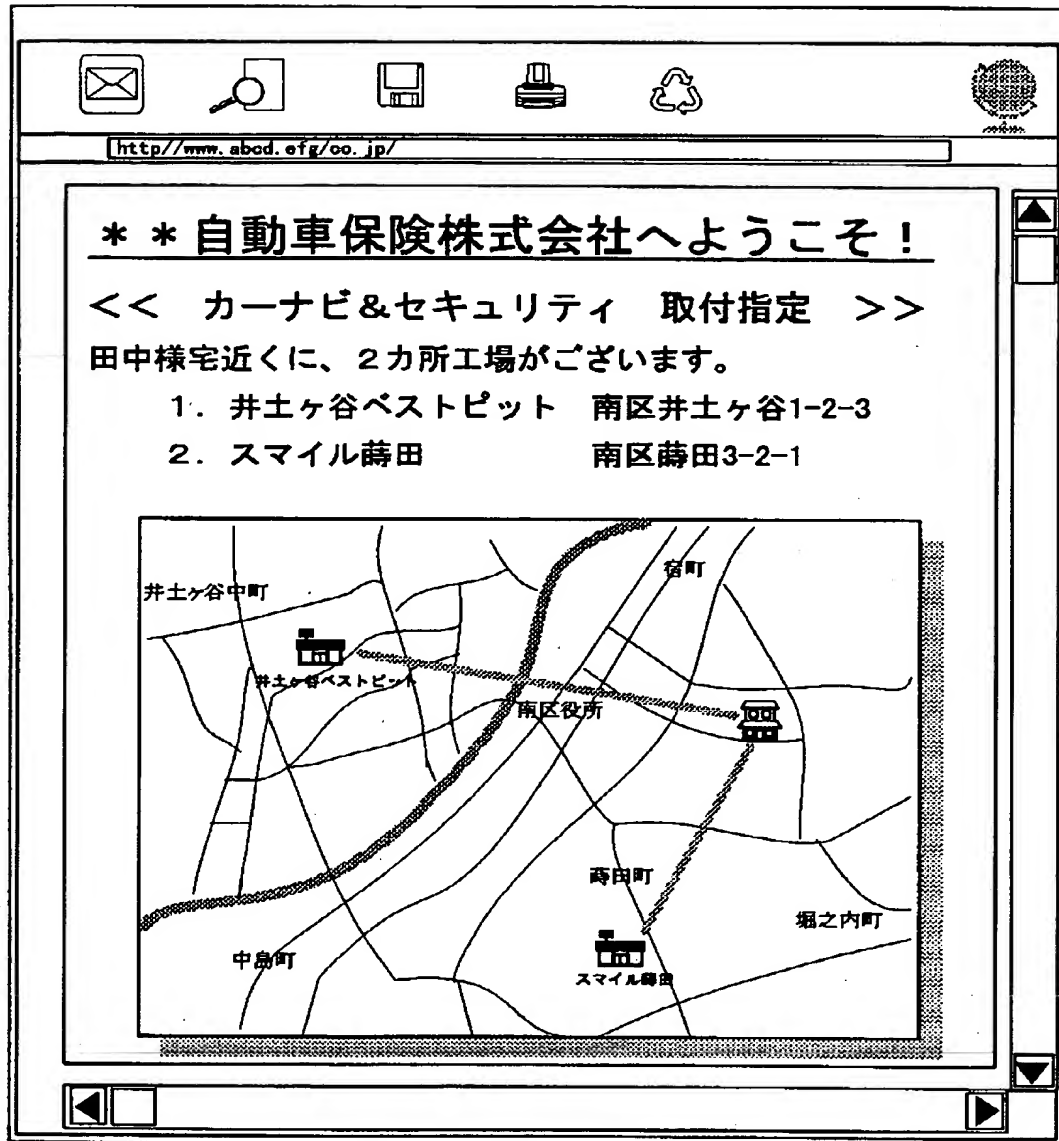 http//www.abcd.efg/co.jp/
＊＊自動車保険株式会社へようこそ！
<<　カーナビ&セキュリティ　取付指定　>>
田中様宅近くに、２カ所工場がございます。
１．井土ヶ谷ベストピット　南区井土ヶ谷1-2-3
２．スマイル蒔田　南区蒔田3-2-1
宿町
井土ヶ谷中町
井土ヶ谷ベストピット
南区役所
蒔田町
堀之内町
中島町
スマイル蒔田